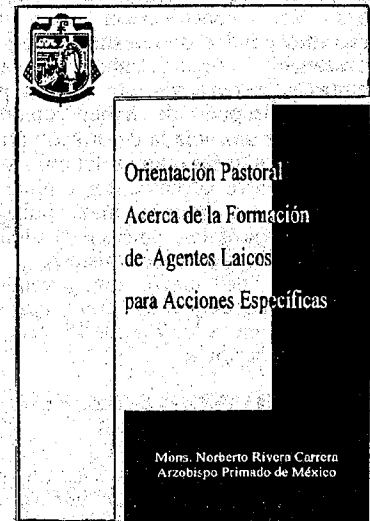 Orientación Pastoral
Acerca de la Formación
de Agentes Laicos
para Acciones Específicas
Mons. Norberto Rivera Carrera
Arzobispo Primado de México